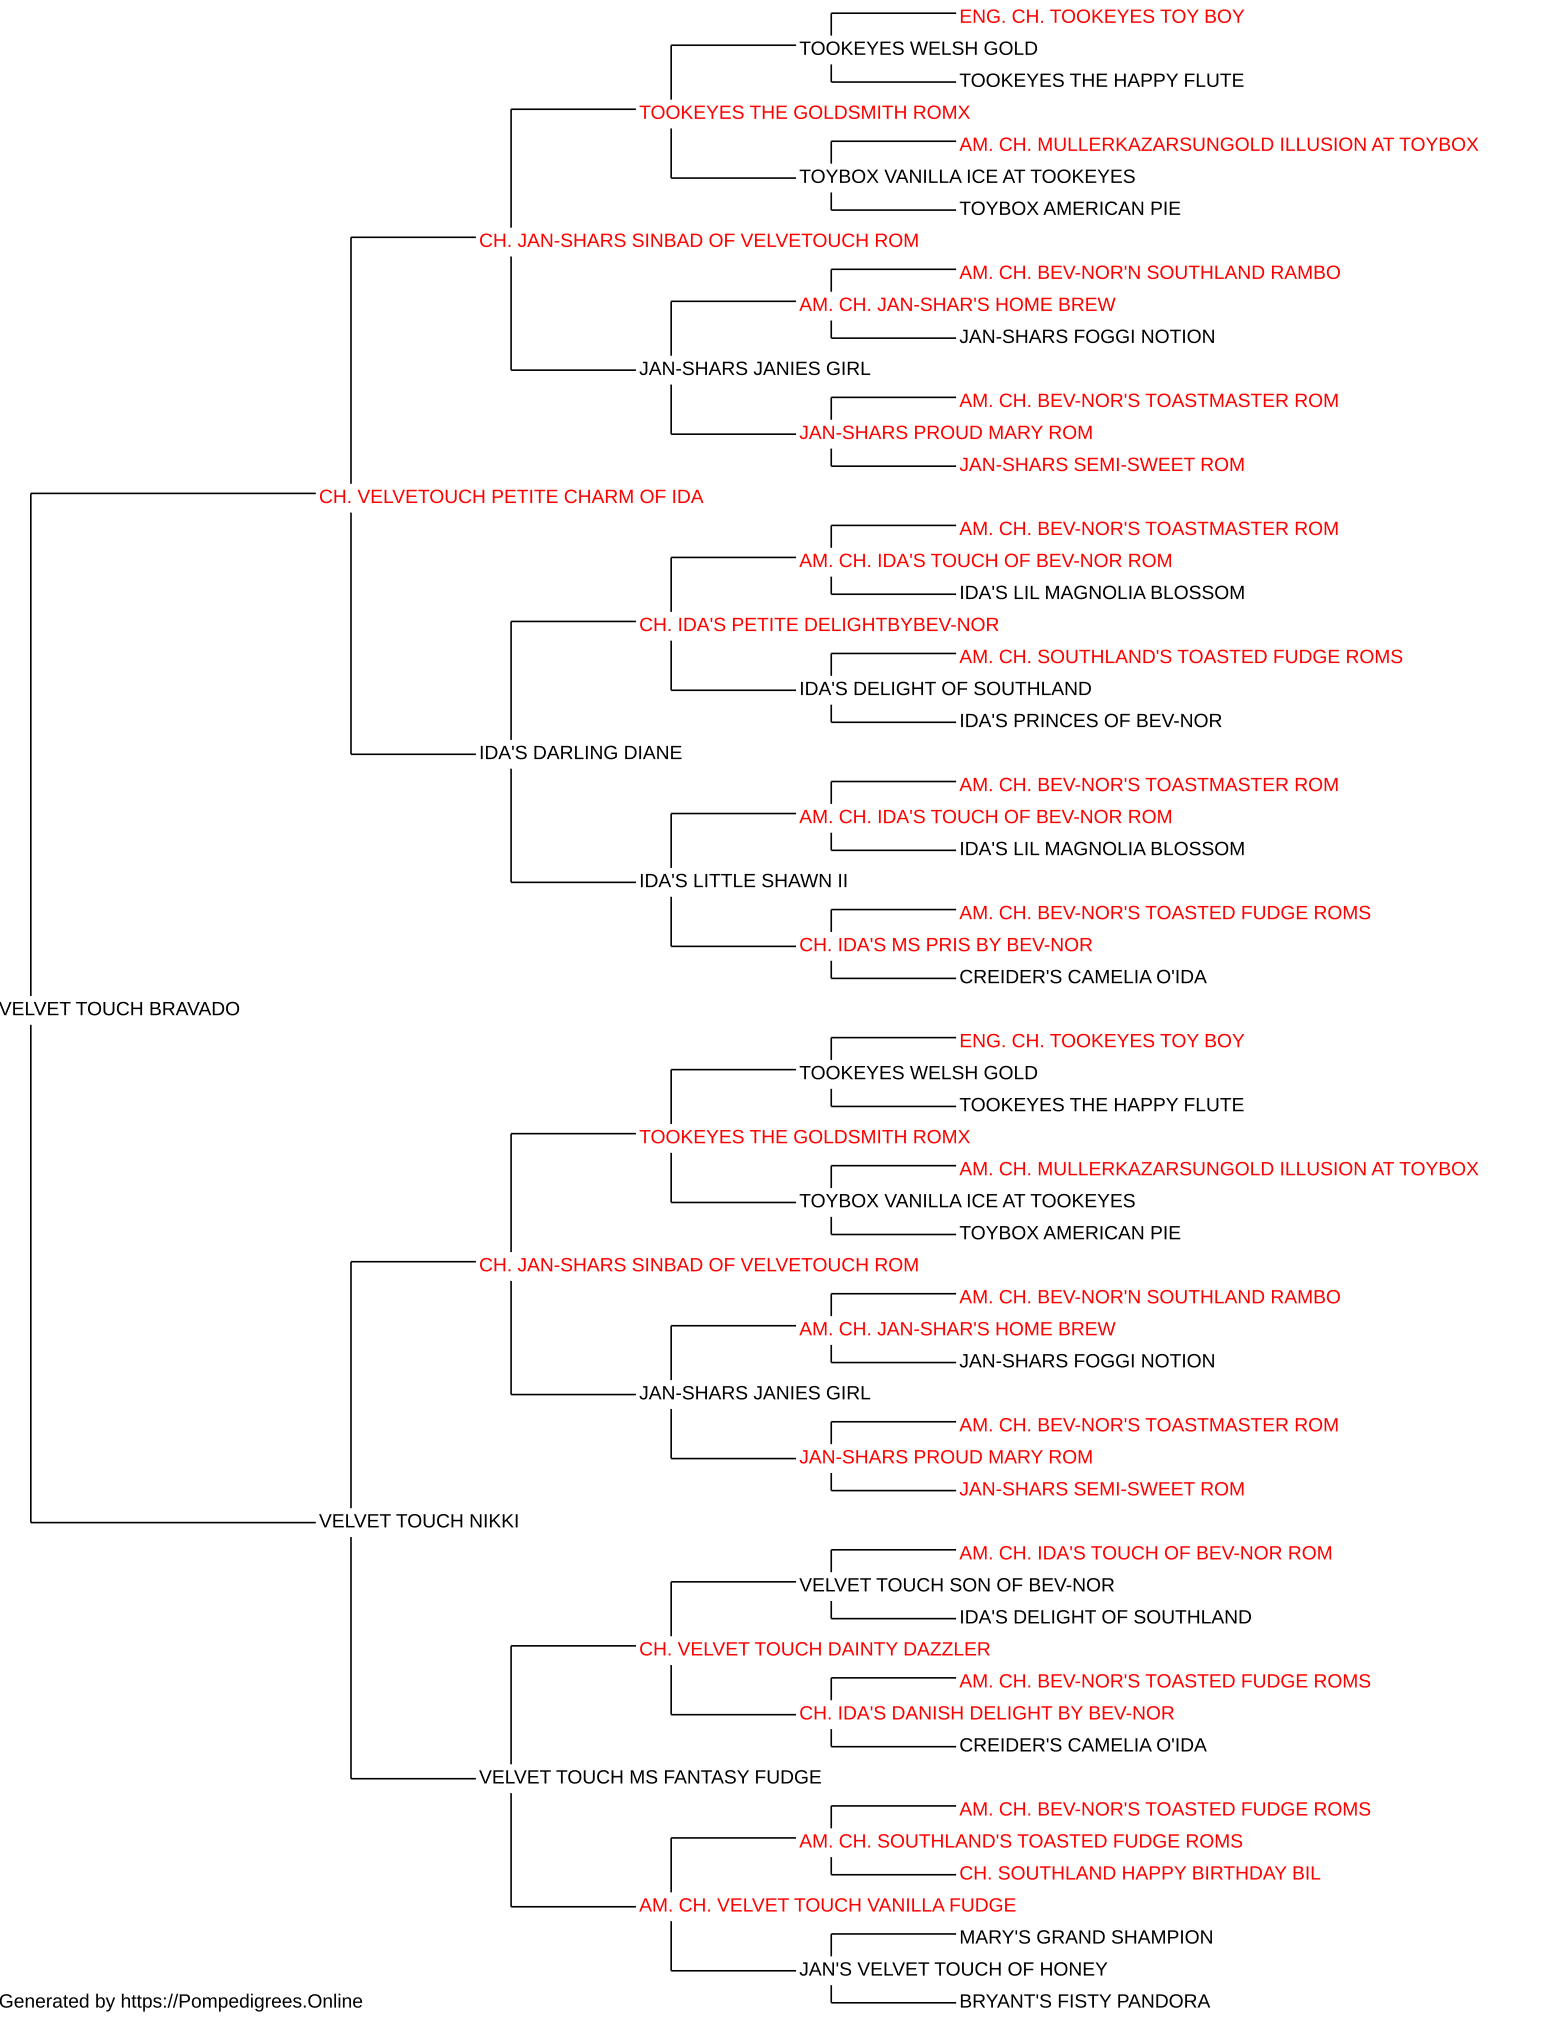 ENG. CH. TOOKEYES TOY BOY
TOOKEYES WELSH GOLD
TOOKEYES THE HAPPY FLUTE
TOOKEYES THE GOLDSMITH ROMX
AM. CH. MULLERKAZARSUNGOLD ILLUSION AT TOYBOX
TOYBOX VANILLA ICE AT TOOKEYES
TOYBOX AMERICAN PIE
CH. JAN-SHARS SINBAD OF VELVETOUCH ROM
AM. CH. BEV-NOR'N SOUTHLAND RAMBO
AM. CH. JAN-SHAR'S HOME BREW
JAN-SHARS FOGGI NOTION
JAN-SHARS JANIES GIRL
AM. CH. BEV-NOR'S TOASTMASTER ROM
JAN-SHARS PROUD MARY ROM
JAN-SHARS SEMI-SWEET ROM
CH. VELVETOUCH PETITE CHARM OF IDA
AM. CH. BEV-NOR'S TOASTMASTER ROM
AM. CH. IDA'S TOUCH OF BEV-NOR ROM
IDA'S LIL MAGNOLIA BLOSSOM
CH. IDA'S PETITE DELIGHTBYBEV-NOR
AM. CH. SOUTHLAND'S TOASTED FUDGE ROMS
IDA'S DELIGHT OF SOUTHLAND
IDA'S PRINCES OF BEV-NOR
IDA'S DARLING DIANE
AM. CH. BEV-NOR'S TOASTMASTER ROM
AM. CH. IDA'S TOUCH OF BEV-NOR ROM
IDA'S LIL MAGNOLIA BLOSSOM
IDA'S LITTLE SHAWN II
AM. CH. BEV-NOR'S TOASTED FUDGE ROMS
CH. IDA'S MS PRIS BY BEV-NOR
CREIDER'S CAMELIA O'IDA
VELVET TOUCH BRAVADO
ENG. CH. TOOKEYES TOY BOY
TOOKEYES WELSH GOLD
TOOKEYES THE HAPPY FLUTE
TOOKEYES THE GOLDSMITH ROMX
AM. CH. MULLERKAZARSUNGOLD ILLUSION AT TOYBOX
TOYBOX VANILLA ICE AT TOOKEYES
TOYBOX AMERICAN PIE
CH. JAN-SHARS SINBAD OF VELVETOUCH ROM
AM. CH. BEV-NOR'N SOUTHLAND RAMBO
AM. CH. JAN-SHAR'S HOME BREW
JAN-SHARS FOGGI NOTION
JAN-SHARS JANIES GIRL
AM. CH. BEV-NOR'S TOASTMASTER ROM
JAN-SHARS PROUD MARY ROM
JAN-SHARS SEMI-SWEET ROM
VELVET TOUCH NIKKI
AM. CH. IDA'S TOUCH OF BEV-NOR ROM
VELVET TOUCH SON OF BEV-NOR
IDA'S DELIGHT OF SOUTHLAND
CH. VELVET TOUCH DAINTY DAZZLER
AM. CH. BEV-NOR'S TOASTED FUDGE ROMS
CH. IDA'S DANISH DELIGHT BY BEV-NOR
CREIDER'S CAMELIA O'IDA
VELVET TOUCH MS FANTASY FUDGE
AM. CH. BEV-NOR'S TOASTED FUDGE ROMS
AM. CH. SOUTHLAND'S TOASTED FUDGE ROMS
CH. SOUTHLAND HAPPY BIRTHDAY BIL
AM. CH. VELVET TOUCH VANILLA FUDGE
MARY'S GRAND SHAMPION
JAN'S VELVET TOUCH OF HONEY
BRYANT'S FISTY PANDORA
Generated by https://Pompedigrees.Online